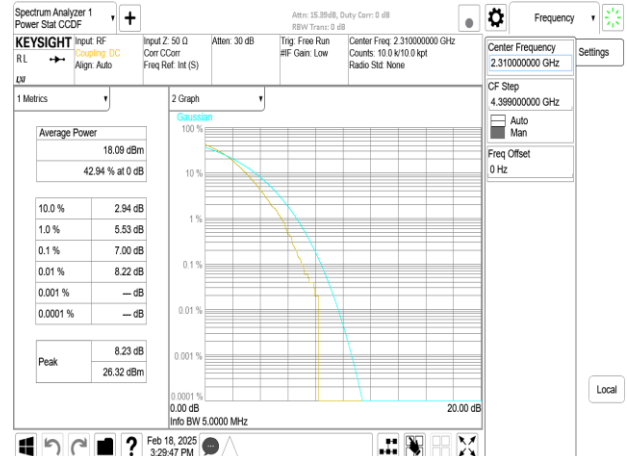 Spectrum Analyzer 1
Power Stat CCDF
Attn: 15.39dB, Duty Corr: 0 dB
RBW Trans: 0 dB
Frequency
KEYSIGHT
RL
LXI
Input: RF
Coupling: DC
Align: Auto
Input Z: 50 Ω
Corr CCorr
Freq Ref: Int (S)
Atten: 30 dB
Trig: Free Run
#IF Gain: Low
Center Freq: 2.310000000 GHz
Counts: 10.0 k/10.0 kpt
Radio Std: None
Center Frequency
2.310000000 GHz
Settings
CF Step
4.399000000 GHz
Auto
Man
Freq Offset
0 Hz
1 Metrics
Average Power
18.09 dBm
42.94 % at 0 dB
10.0 % 2.94 dB
1.0 % 5.53 dB
0.1 % 7.00 dB
0.01 % 8.22 dB
0.001 % --- dB
0.0001 % --- dB
Peak
8.23 dB
26.32 dBm
2 Graph
Gaussian
100 %
10 %
1 %
0.1 %
0.01 %
0.001 %
0.0001 %
0.00 dB 20.00 dB
Info BW 5.0000 MHz
Local
?
Feb 18, 2025
3:29:47 PM